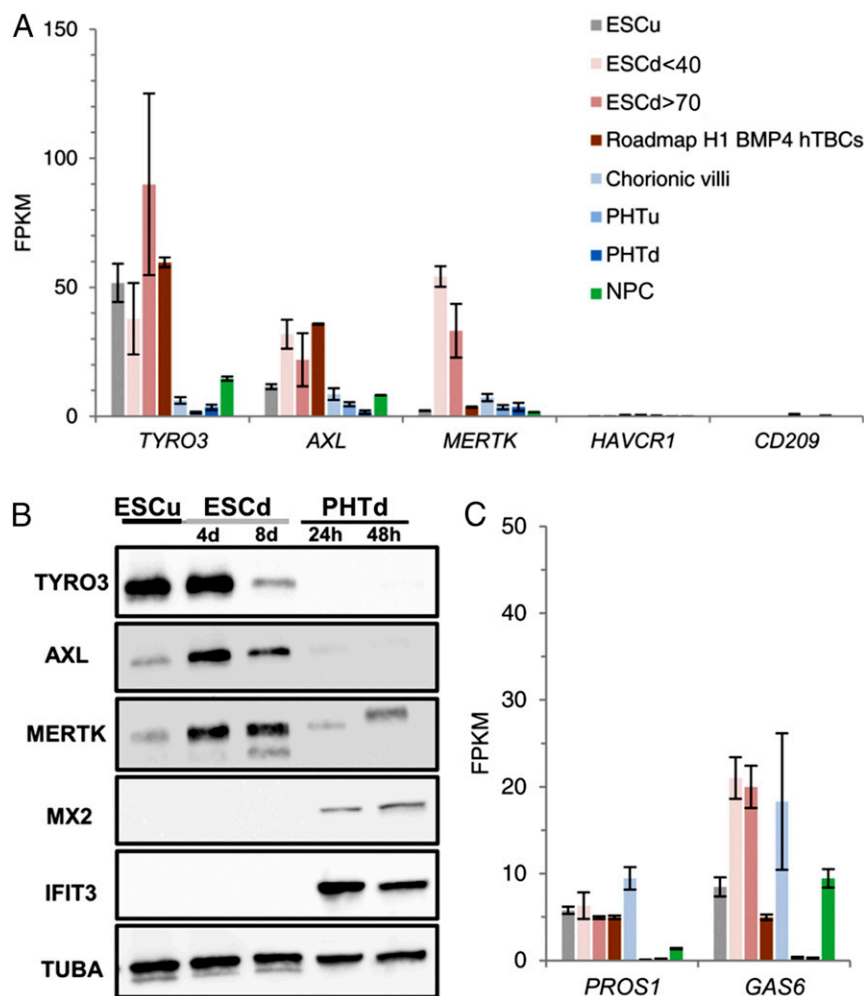 A
150
100
50
0
FPKM
ESCu
ESCd<40
ESCd>70
Roadmap H1 BMP4 hTBCs
Chorionic villi
PHTu
PHTd
NPC
TYRO3 AXL MERTK HAVCR1 CD209
B
ESCu ESCd PHTd
4d 8d 24h 48h
TYRO3
AXL
MERTK
MX2
IFIT3
TUBA
C
50
40
30
20
10
0
FPKM
PROS1 GAS6